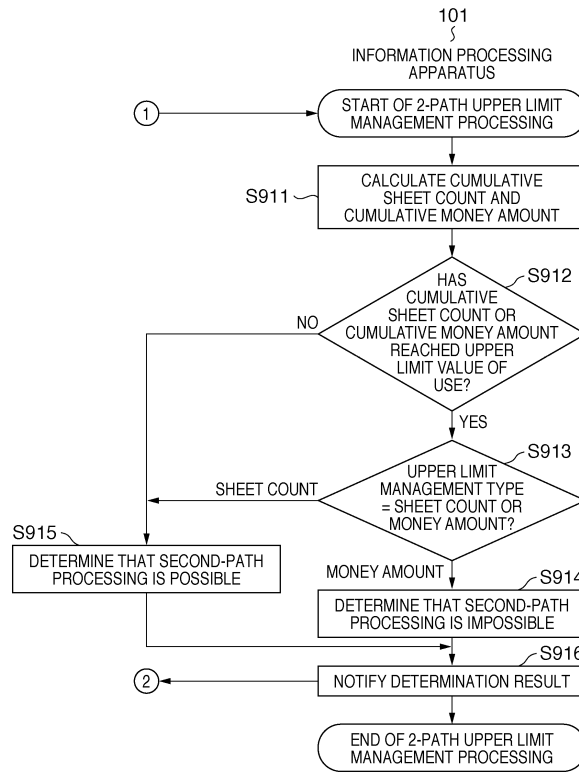 101
INFORMATION PROCESSING
APPARATUS
1
START OF 2-PATH UPPER LIMIT
MANAGEMENT PROCESSING
S911
CALCULATE CUMULATIVE
SHEET COUNT AND
CUMULATIVE MONEY AMOUNT
S912
HAS
CUMULATIVE
SHEET COUNT OR
CUMULATIVE MONEY AMOUNT
REACHED UPPER
LIMIT VALUE OF
USE?
NO
YES
S913
UPPER LIMIT
MANAGEMENT TYPE
= SHEET COUNT OR
MONEY AMOUNT?
SHEET COUNT
S915
DETERMINE THAT SECOND-PATH
PROCESSING IS POSSIBLE
MONEY AMOUNT
S914
DETERMINE THAT SECOND-PATH
PROCESSING IS IMPOSSIBLE
S916
2
NOTIFY DETERMINATION RESULT
END OF 2-PATH UPPER LIMIT
MANAGEMENT PROCESSING